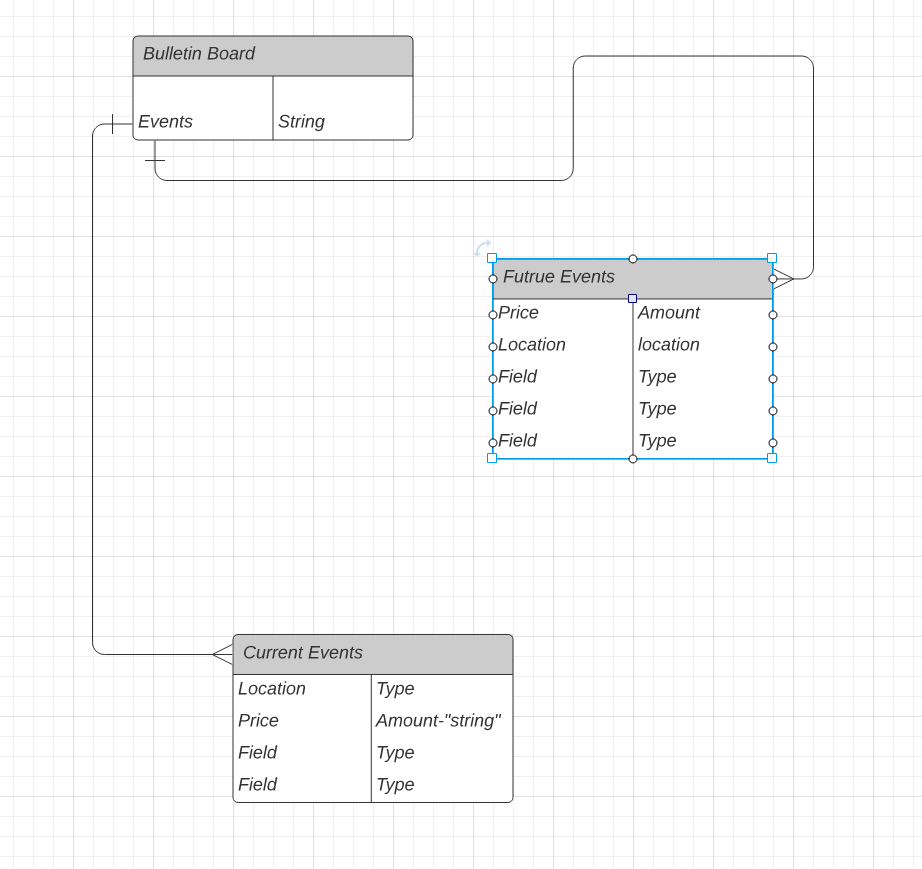 Bulletin Board
Events String
Futrue Events
Price Amount
Location location
Field Type
Field Type
Field Type
Current Events
Location Type
Price Amount-"string"
Field Type
Field Type